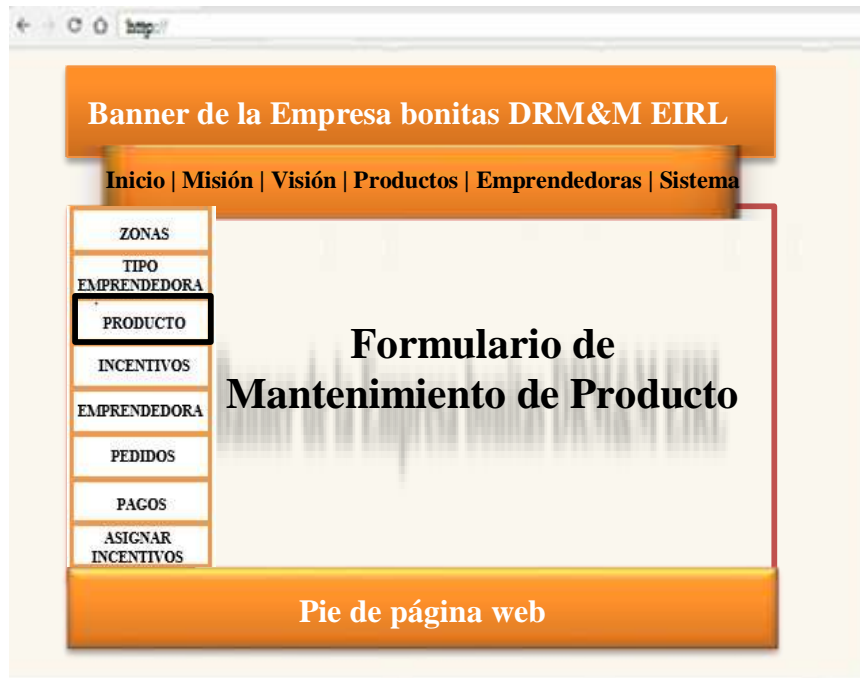 http://
Banner de la Empresa bonitas DRM&M EIRL
Inicio | Misión | Visión | Productos | Emprendedoras | Sistema
ZONAS
TIPO
EMPRENDEDORA
PRODUCTO
INCENTIVOS
EMPRENDEDORA
PEDIDOS
PAGOS
ASIGNAR
INCENTIVOS
Formulario de
Mantenimiento de Producto
Pie de página web